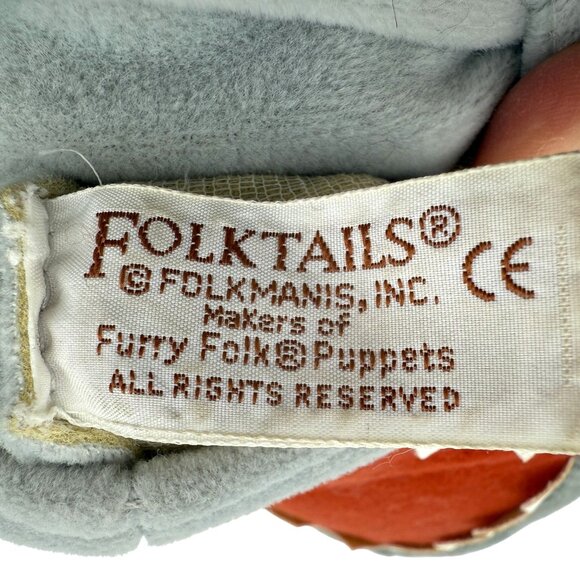 FOLKTAILS® CE
© FOLKMANIS, INC.
Makers of
Furry Folk® Puppets
ALL RIGHTS RESERVED